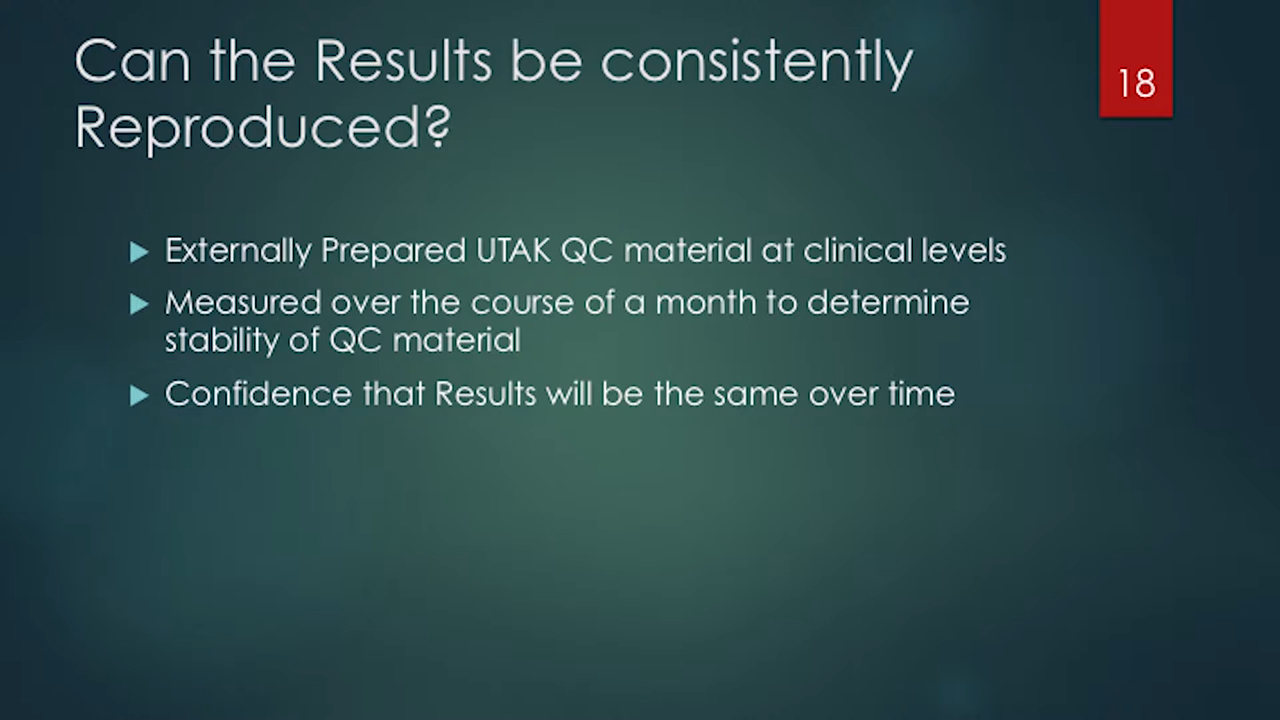 Can the Results be consistently
Reproduced?
18
Externally Prepared UTAK QC material at clinical levels
Measured over the course of a month to determine
stability of QC material
Confidence that Results will be the same over time